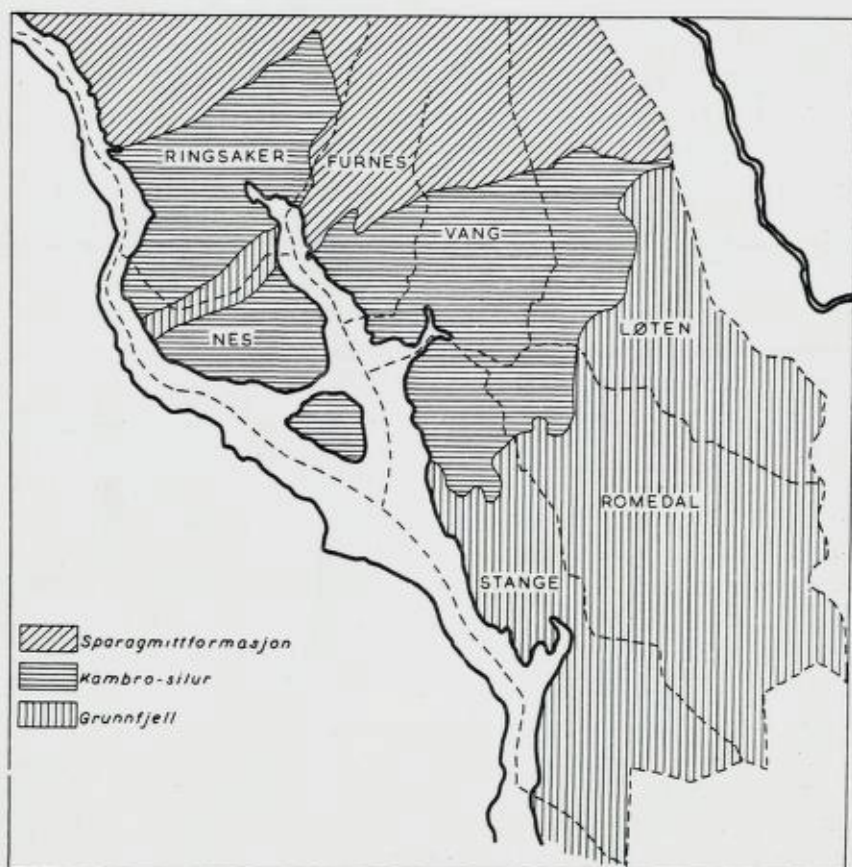 RINGSAKER
FURNES
VANG
NES
LØTEN
ROMEDAL
STANGE
Sparagmittformasjon
Kambro-silur
Grunnfjell